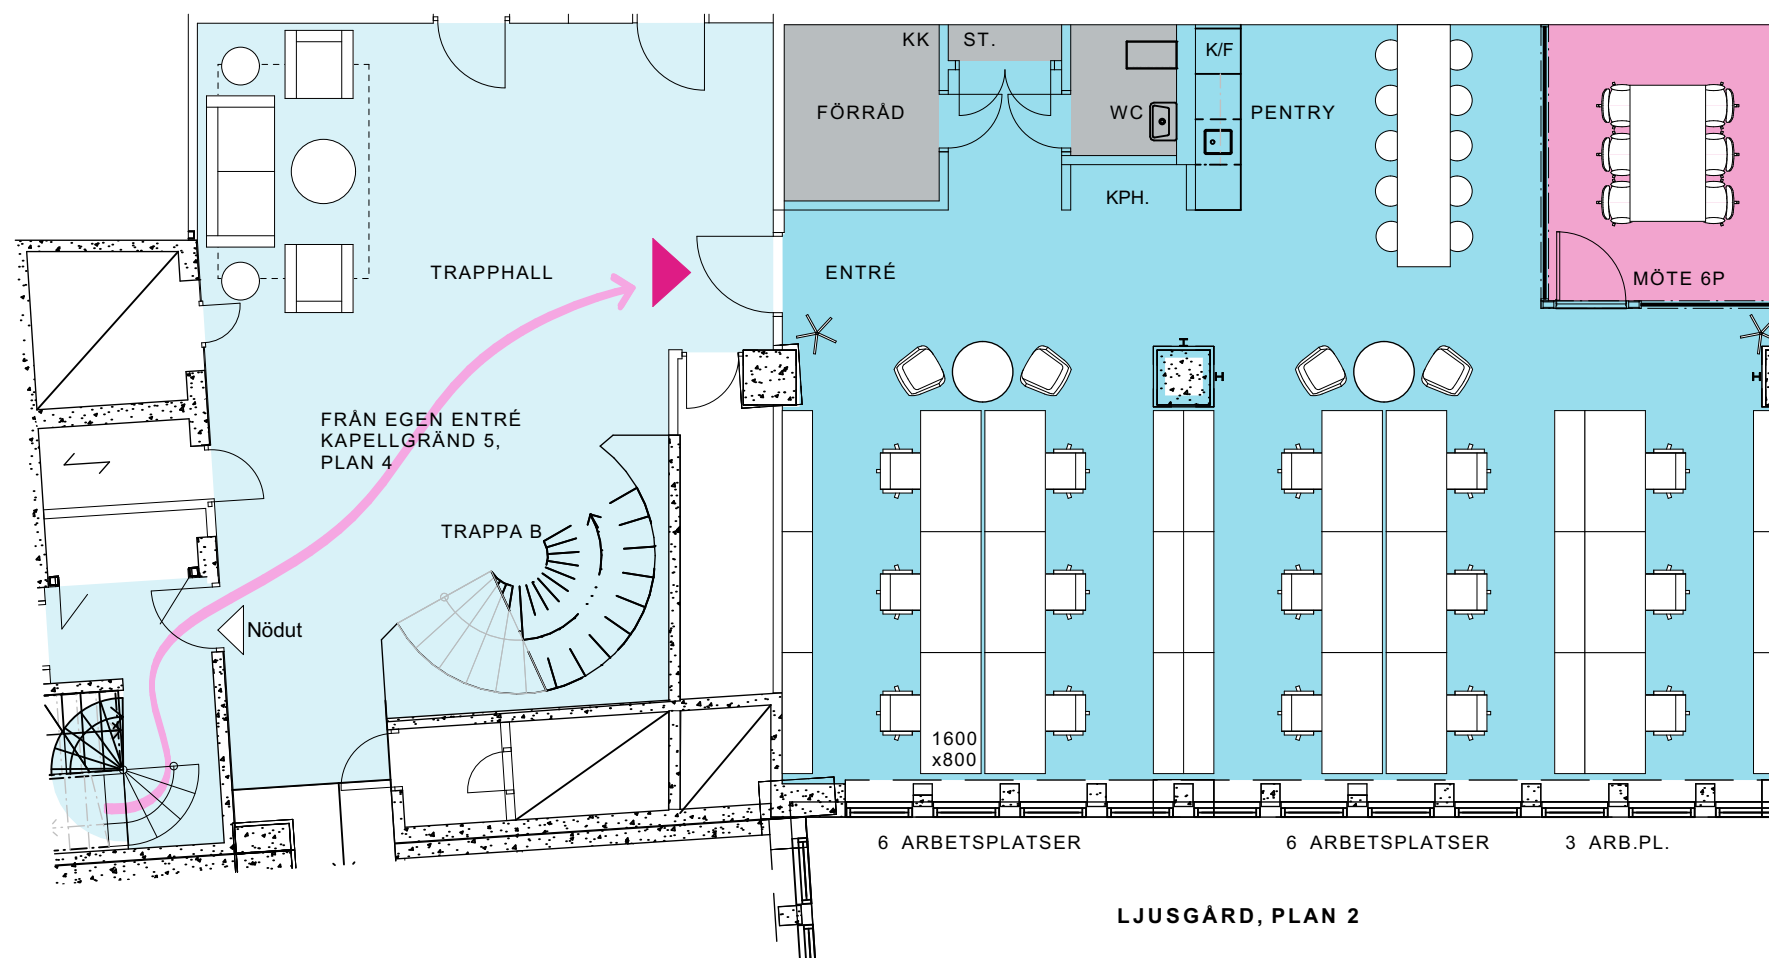 KK
ST.
K/F
FÖRRÅD
WC
PENTRY
KPH.
TRAPPHALL
ENTRÉ
MÖTE 6P
FRÅN EGEN ENTRÉ
KAPELLGRÄND 5,
PLAN 4
TRAPPA B
Nödut
1600
x800
6 ARBETSPLATSER
6 ARBETSPLATSER
3 ARB.PL.
LJUSGÅRD, PLAN 2